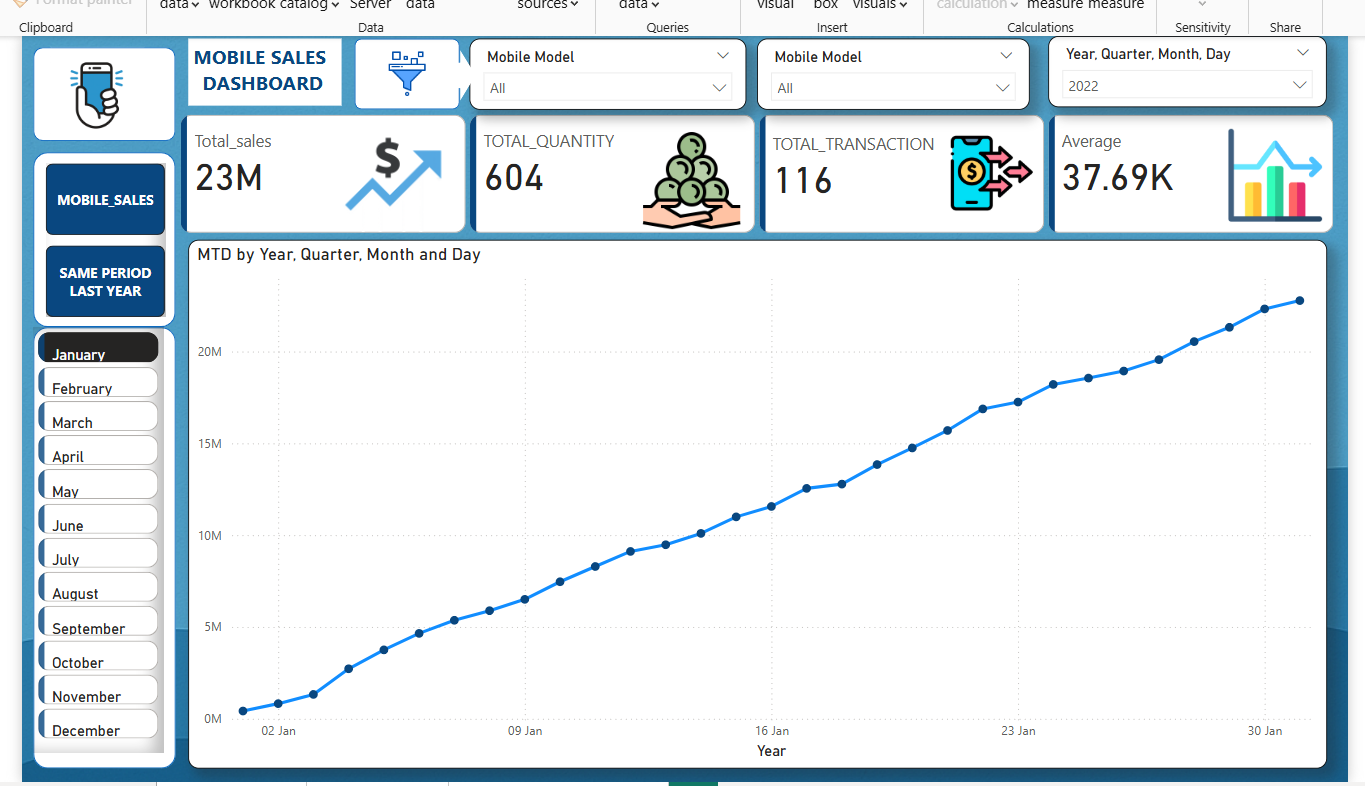 Format painter
data
workbook catalog
Server
data
sources
data
visual
box
visuals
calculation
measure measure
Clipboard
Data
Queries
Insert
Calculations
Sensitivity
Share
MOBILE SALES
DASHBOARD
Mobile Model
All
Mobile Model
All
Year, Quarter, Month, Day
2022
Total_sales
23M
TOTAL_QUANTITY
604
TOTAL_TRANSACTION
116
Average
37.69K
MOBILE_SALES
SAME PERIOD
LAST YEAR
January
February
March
April
May
June
July
August
September
October
November
December
MTD by Year, Quarter, Month and Day
20M
15M
10M
5M
0M
02 Jan
09 Jan
16 Jan
23 Jan
30 Jan
Year